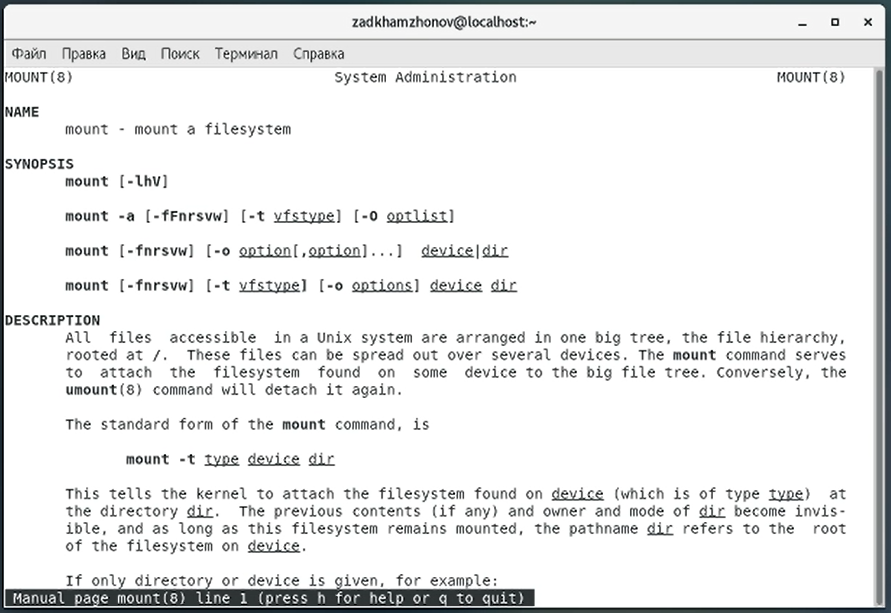 zadkhamzhonov@localhost:~
Файл Правка Вид Поиск Терминал Справка
MOUNT(8) System Administration MOUNT(8)
NAME
mount - mount a filesystem
SYNOPSIS
mount [-lhV]
mount -a [-fFnrsvw] [-t vfstype] [-O optlist]
mount [-fnrsvw] [-o option[,option]...] device|dir
mount [-fnrsvw] [-t vfstype] [-o options] device dir
DESCRIPTION
All files accessible in a Unix system are arranged in one big tree, the file hierarchy,
rooted at /. These files can be spread out over several devices. The mount command serves
to attach the filesystem found on some device to the big file tree. Conversely, the
umount(8) command will detach it again.
The standard form of the mount command, is
mount -t type device dir
This tells the kernel to attach the filesystem found on device (which is of type type) at
the directory dir. The previous contents (if any) and owner and mode of dir become invis-
ible, and as long as this filesystem remains mounted, the pathname dir refers to the root
of the filesystem on device.
If only directory or device is given, for example:
Manual page mount(8) line 1 (press h for help or q to quit)